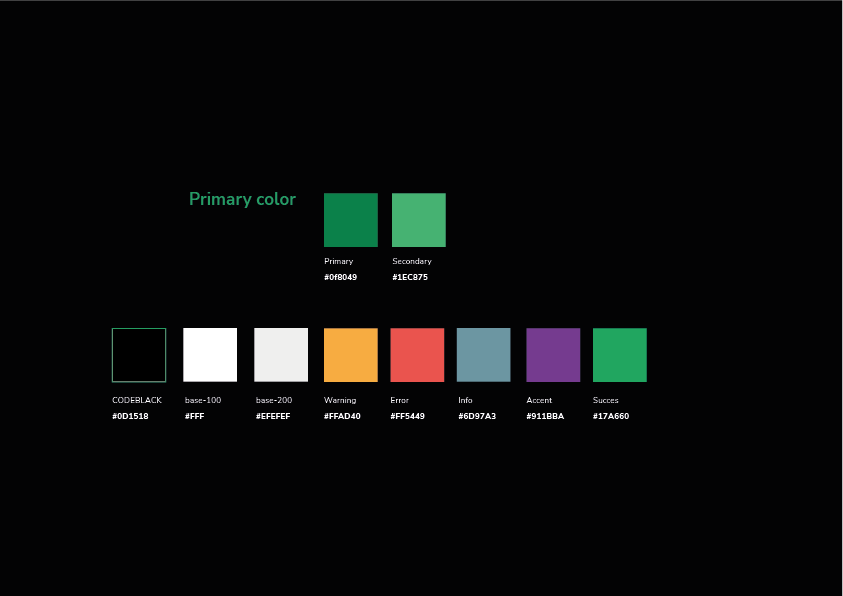 Primary color
Primary
#0f8049
Secondary
#1EC875
CODEBLACK
#0D1518
base-100
#FFF
base-200
#EFEFEF
Warning
#FFAD40
Error
#FF5449
Info
#6D97A3
Accent
#911BBA
Succes
#17A660